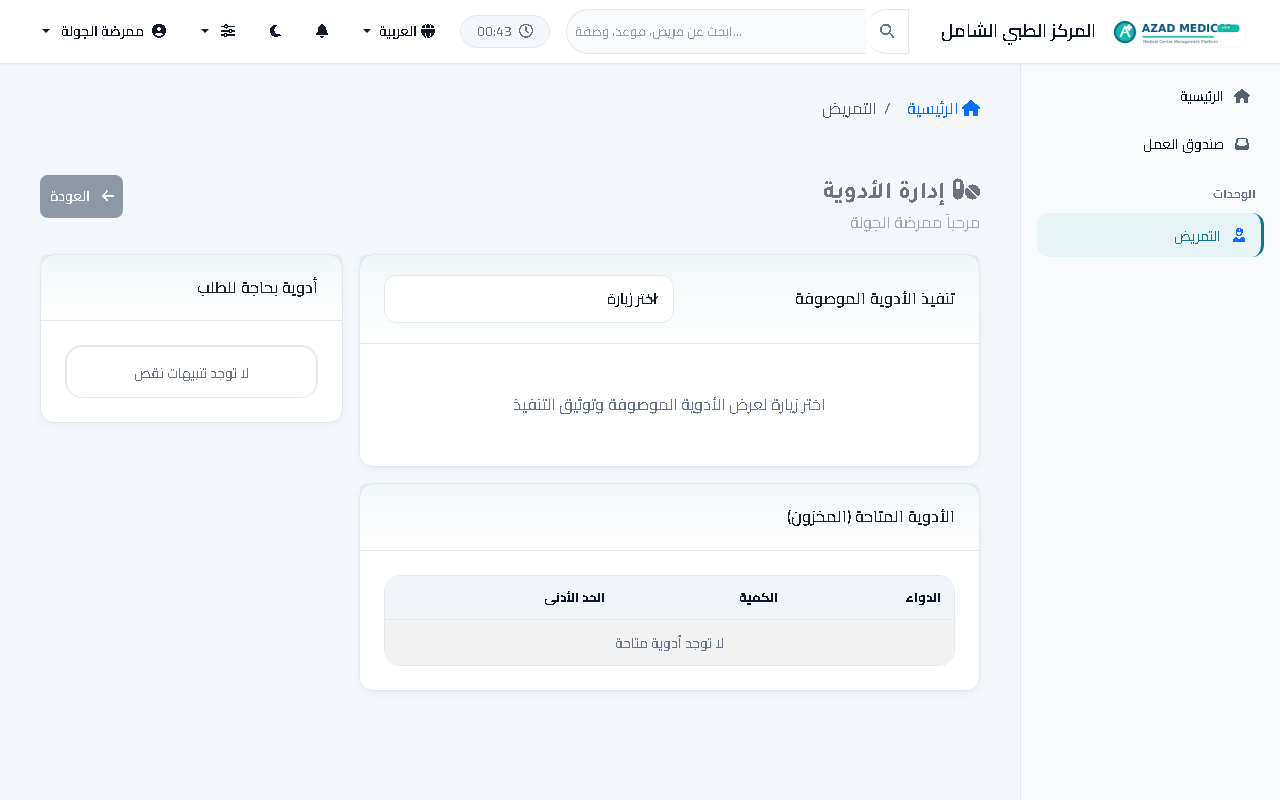 AZAD MEDIC
Medical Centre Management Platform
المركز الطبي الشامل
ابحث عن مريض، موعد، وصفة...
00:43
العربية
ممرضة الجولة
الرئيسية
صندوق العمل
الوحدات
التمريض
الرئيسية / التمريض
إدارة الأدوية
مرحباً ممرضة الجولة
العودة
تنفيذ الأدوية الموصوفة
اختر زيارة
اختر زيارة لعرض الأدوية الموصوفة وتوثيق التنفيذ
أدوية بحاجة للطلب
لا توجد تنبيهات نقص
الأدوية المتاحة (المخزون)
الدواء الكمية الحد الأدنى
لا توجد أدوية متاحة